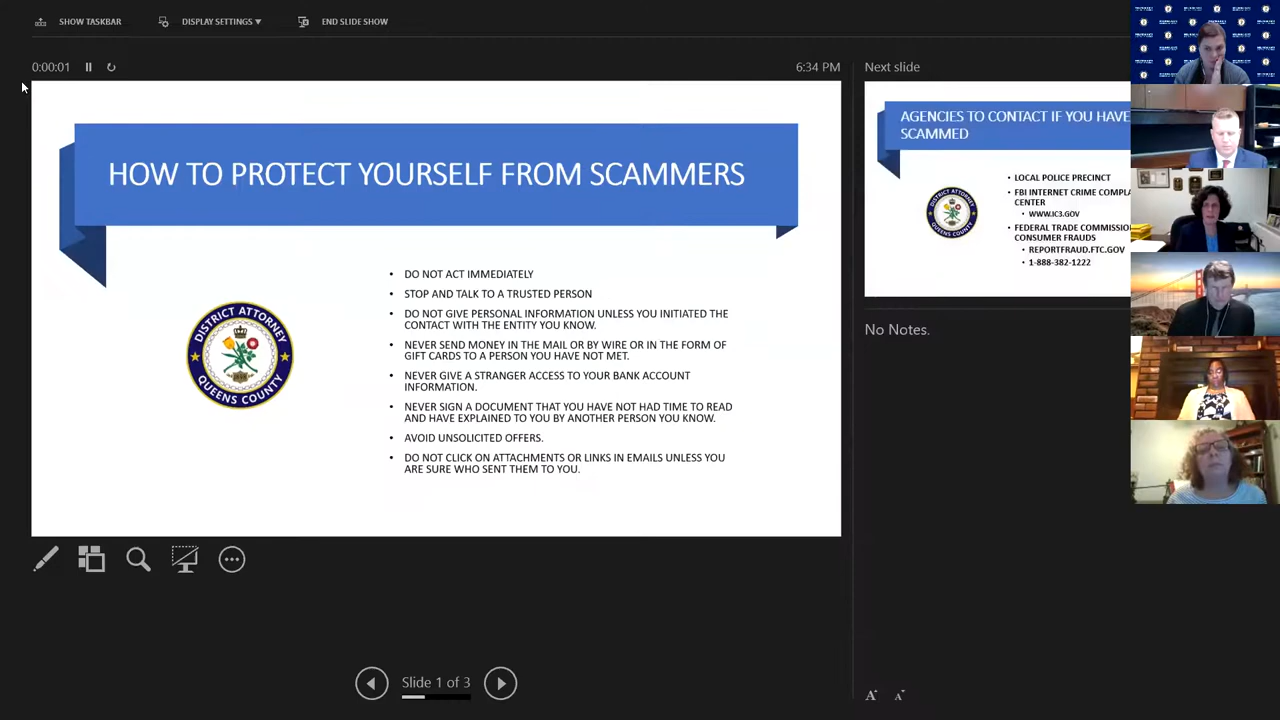 SHOW TASKBAR
DISPLAY SETTINGS
END SLIDE SHOW
0:00:01
6:34 PM
HOW TO PROTECT YOURSELF FROM SCAMMERS
DISTRICT ATTORNEY
QUEENS COUNTY
• DO NOT ACT IMMEDIATELY
• STOP AND TALK TO A TRUSTED PERSON
• DO NOT GIVE PERSONAL INFORMATION UNLESS YOU INITIATED THE
CONTACT WITH THE ENTITY YOU KNOW.
• NEVER SEND MONEY IN THE MAIL OR BY WIRE OR IN THE FORM OF
GIFT CARDS TO A PERSON YOU HAVE NOT MET.
• NEVER GIVE A STRANGER ACCESS TO YOUR BANK ACCOUNT
INFORMATION.
• NEVER SIGN A DOCUMENT THAT YOU HAVE NOT HAD TIME TO READ
AND HAVE EXPLAINED TO YOU BY ANOTHER PERSON YOU KNOW.
• AVOID UNSOLICITED OFFERS.
• DO NOT CLICK ON ATTACHMENTS OR LINKS IN EMAILS UNLESS YOU
ARE SURE WHO SENT THEM TO YOU.
Slide 1 of 3
Next slide
AGENCIES TO CONTACT IF YOU HAVE
SCAMMED
DISTRICT ATTORNEY
QUEENS COUNTY
• LOCAL POLICE PRECINCT
• FBI INTERNET CRIME COMPLA
CENTER
• WWW.IC3.GOV
• FEDERAL TRADE COMMISSION
CONSUMER FRAUDS
• REPORTFRAUD.FTC.GOV
• 1-888-382-1222
No Notes.
A A